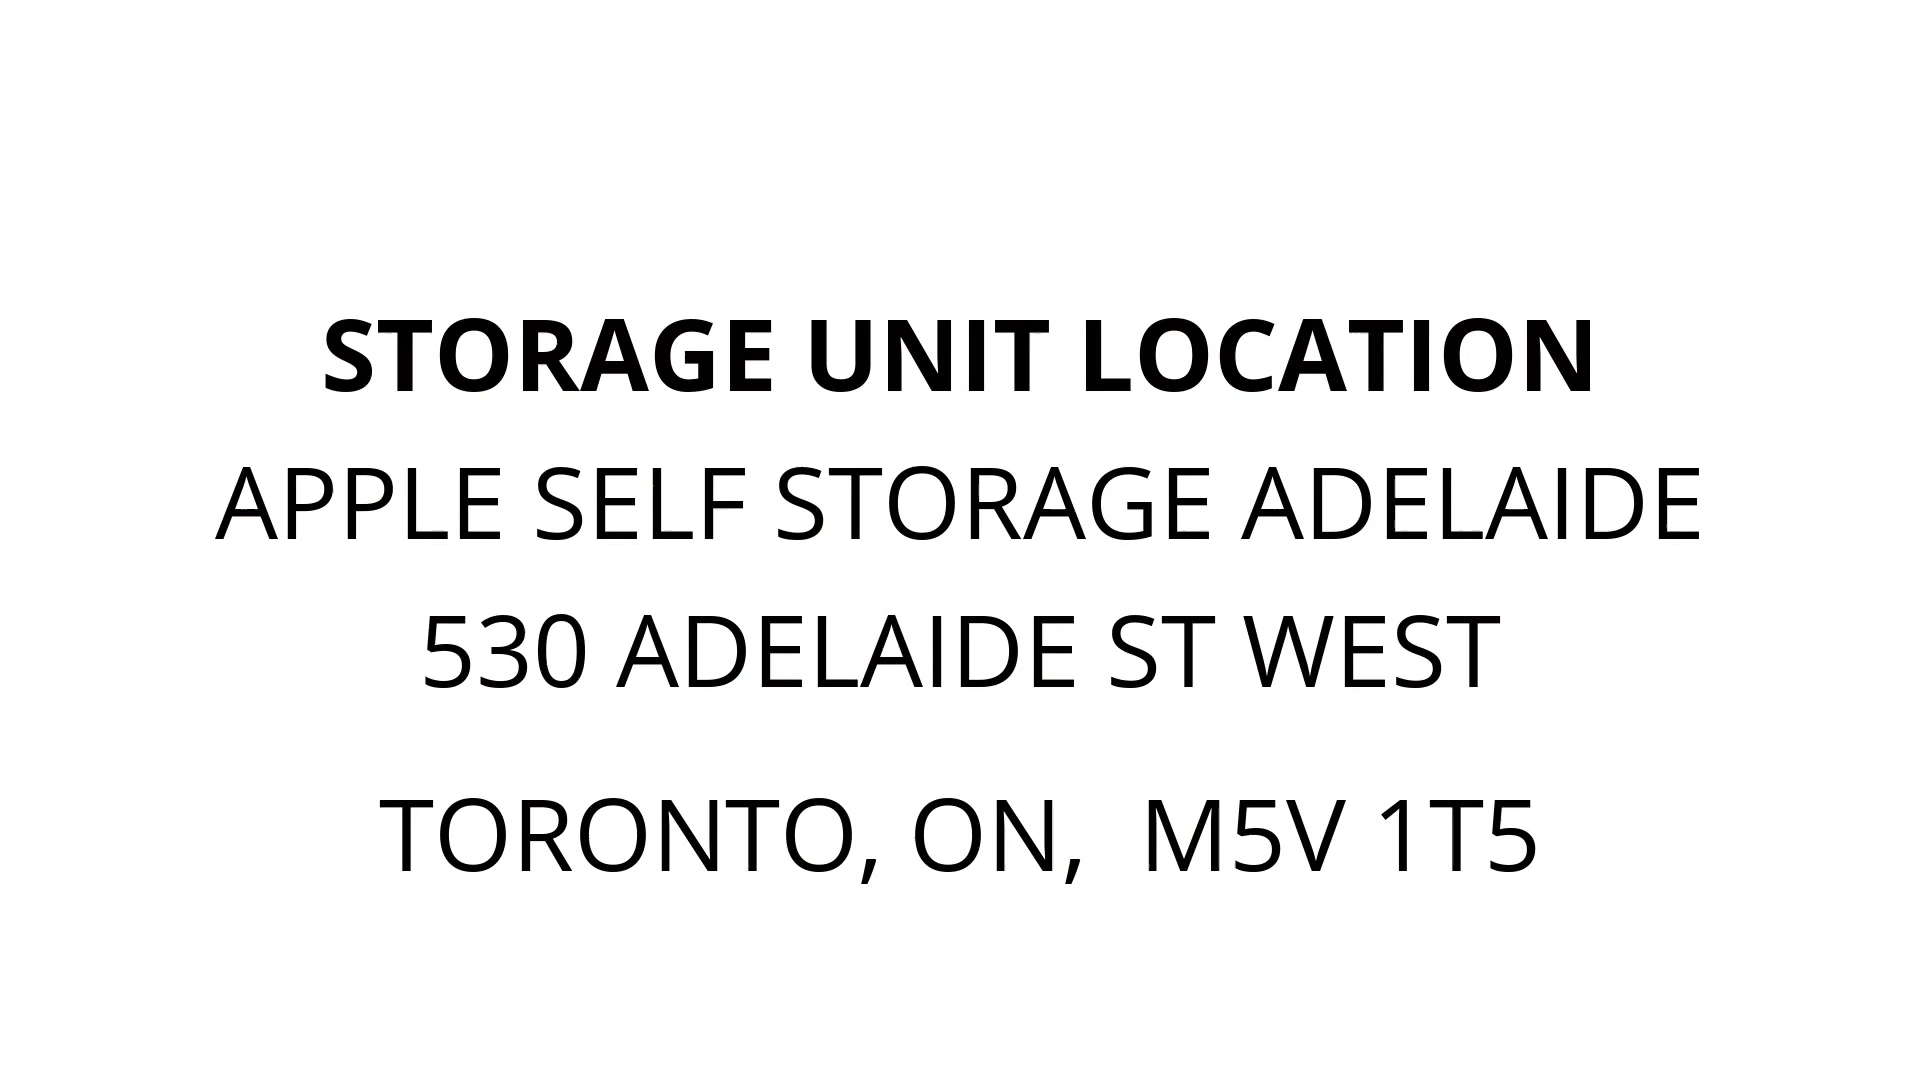 STORAGE UNIT LOCATION
APPLE SELF STORAGE ADELAIDE
530 ADELAIDE ST WEST
TORONTO, ON,  M5V 1T5